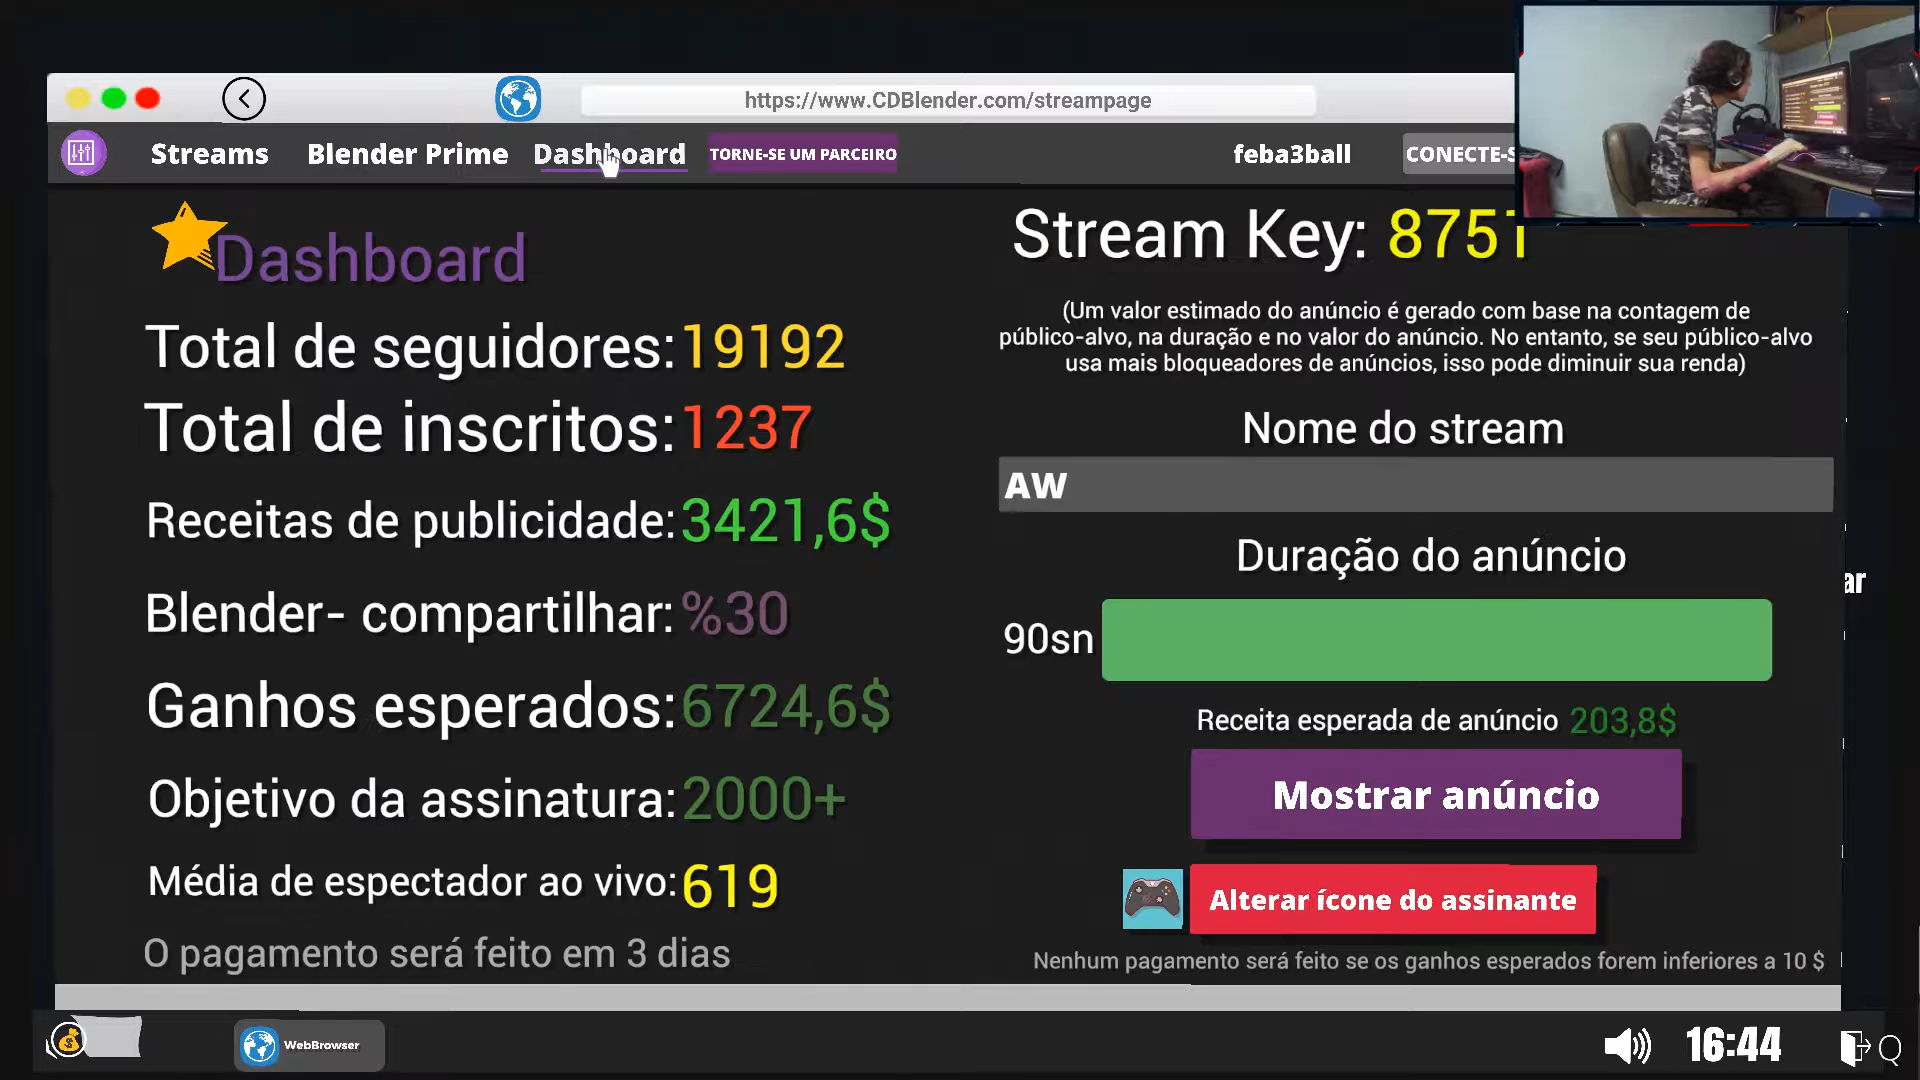 https://www.CDBlender.com/streampage
Streams
Blender Prime
Dashboard
TORNE-SE UM PARCEIRO
feba3ball
Dashboard
Total de seguidores:19192
Total de inscritos:1237
Receitas de publicidade:3421,6$
Blender- compartilhar:%30
Ganhos esperados:6724,6$
Objetivo da assinatura:2000+
Média de espectador ao vivo:619
O pagamento será feito em 3 dias
Stream Key:
(Um valor estimado do anúncio é gerado com base na contagem de
público-alvo, na duração e no valor do anúncio. No entanto, se seu público-alvo
usa mais bloqueadores de anúncios, isso pode diminuir sua renda)
Nome do stream
AW
Duração do anúncio
90sn
Receita esperada de anúncio 203,8$
Mostrar anúncio
Alterar ícone do assinante
Nenhum pagamento será feito se os ganhos esperados forem inferiores a 10 $
ar
WebBrowser
16:44
Q